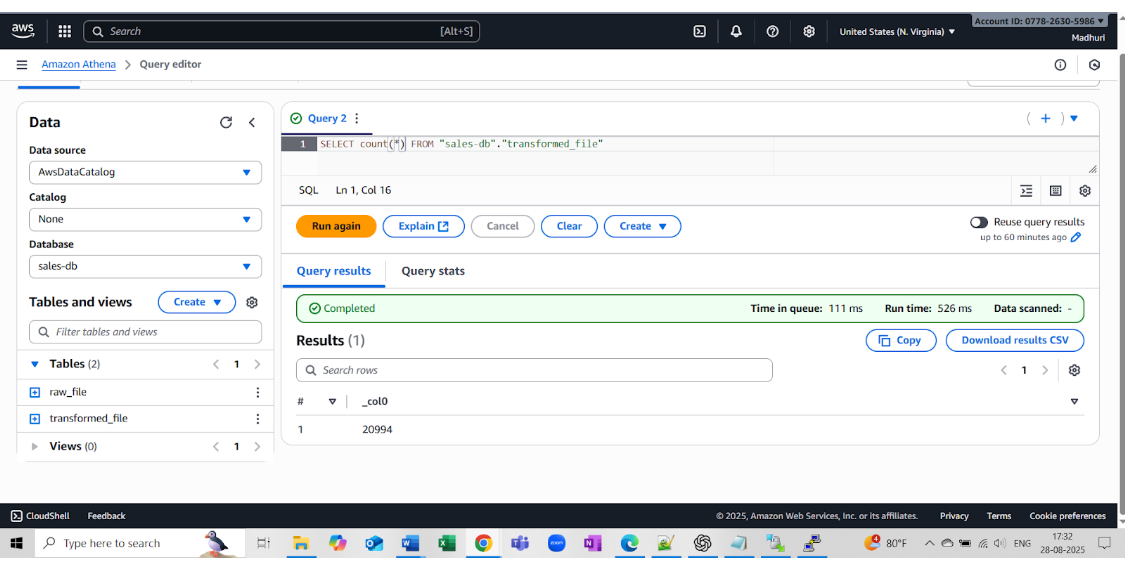 aws
Search [Alt+S]
United States (N. Virginia)
Account ID: 0778-2630-5986
Madhuri
Amazon Athena > Query editor
Data
Data source
AwsDataCatalog
Catalog
None
Database
sales-db
Tables and views Create
Filter tables and views
Tables (2) < 1 >
raw_file
transformed_file
Views (0) < 1 >
Query 2
1 SELECT count(*) FROM "sales-db"."transformed_file"
SQL Ln 1, Col 16
Run again Explain Cancel Clear Create
Reuse query results
up to 60 minutes ago
Query results Query stats
Completed Time in queue: 111 ms Run time: 526 ms Data scanned: -
Results (1) Copy Download results CSV
Search rows < 1 >
# _col0
1 20994
CloudShell Feedback © 2025, Amazon Web Services, Inc. or its affiliates. Privacy Terms Cookie preferences
Type here to search 80°F ENG 17:32
28-08-2025